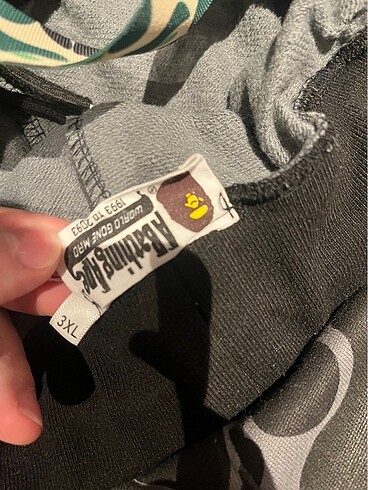 A Bathing Ape®
WORLD GONE MAD
1993 TO 2093
3XL